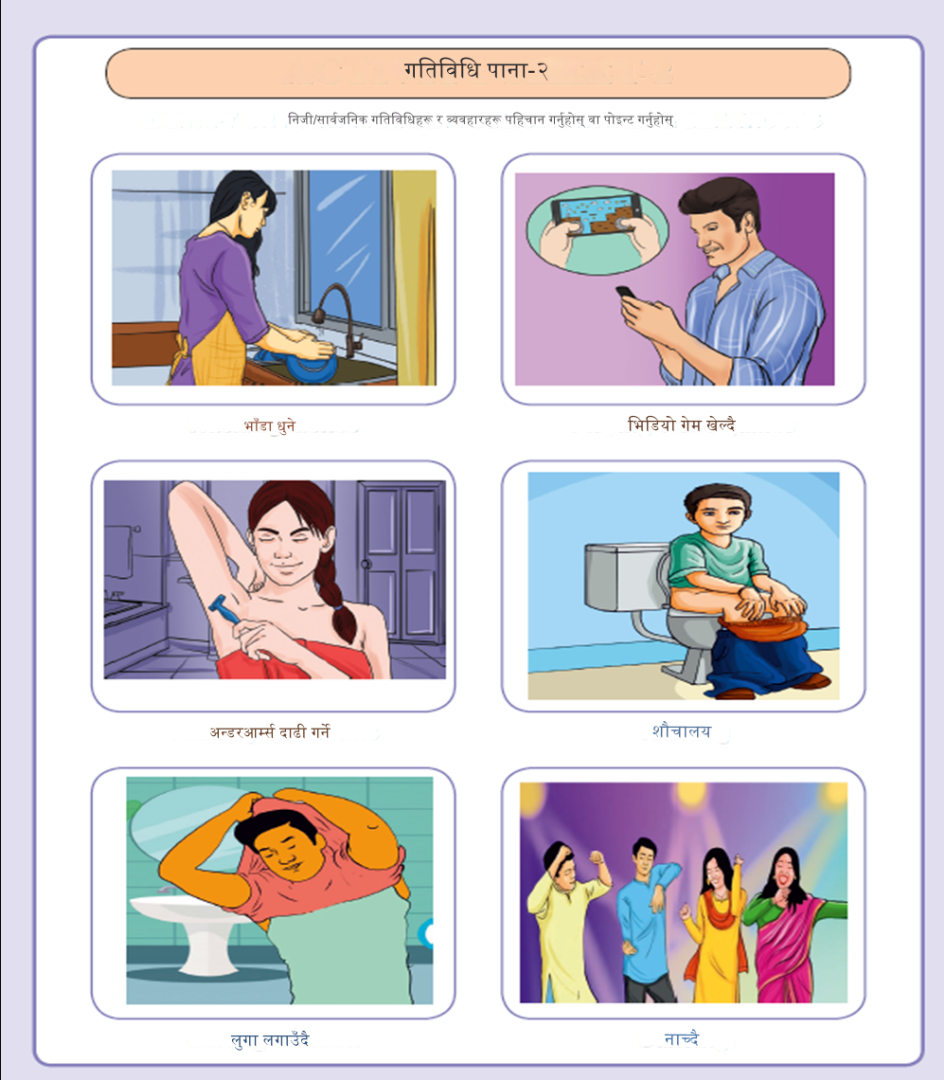 गतिविधि पाना-२
निजी/सार्वजनिक गतिविधिहरू र व्यवहारहरू पहिचान गर्नुहोस् वा पोइन्ट गर्नुहोस्
भाँडा धुने
भिडियो गेम खेल्दै
अन्डरआर्म्स दाढी गर्ने
शौचालय
लुगा लगाउँदै
नाच्दै